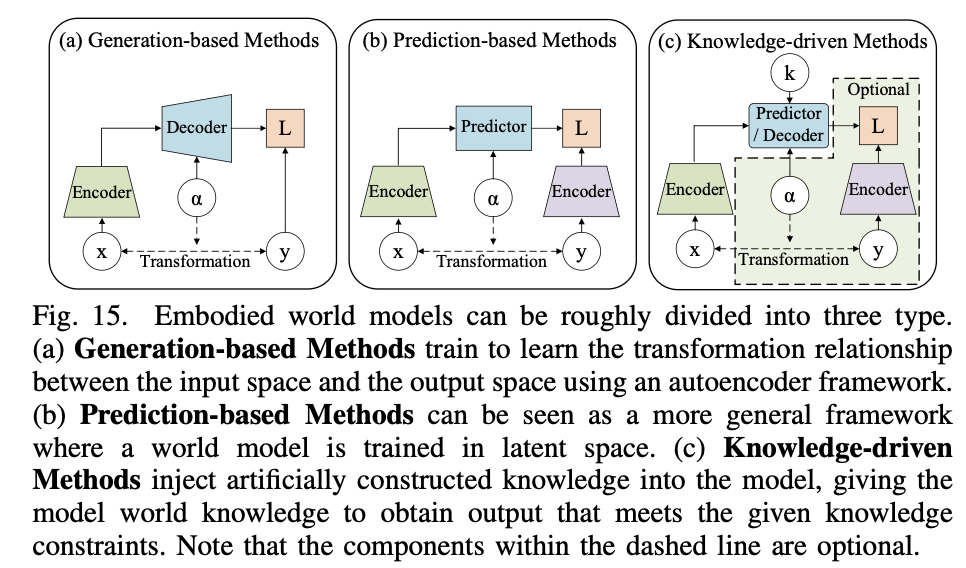 (a) Generation-based Methods
Decoder
L
Encoder
α
x
Transformation
y
(b) Prediction-based Methods
Predictor
L
Encoder
α
Encoder
x
Transformation
y
(c) Knowledge-driven Methods
k
Optional
Predictor
/ Decoder
L
Encoder
α
Encoder
x
Transformation
y
Fig. 15. Embodied world models can be roughly divided into three type.
(a) Generation-based Methods train to learn the transformation relationship
between the input space and the output space using an autoencoder framework.
(b) Prediction-based Methods can be seen as a more general framework
where a world model is trained in latent space. (c) Knowledge-driven
Methods inject artificially constructed knowledge into the model, giving the
model world knowledge to obtain output that meets the given knowledge
constraints. Note that the components within the dashed line are optional.